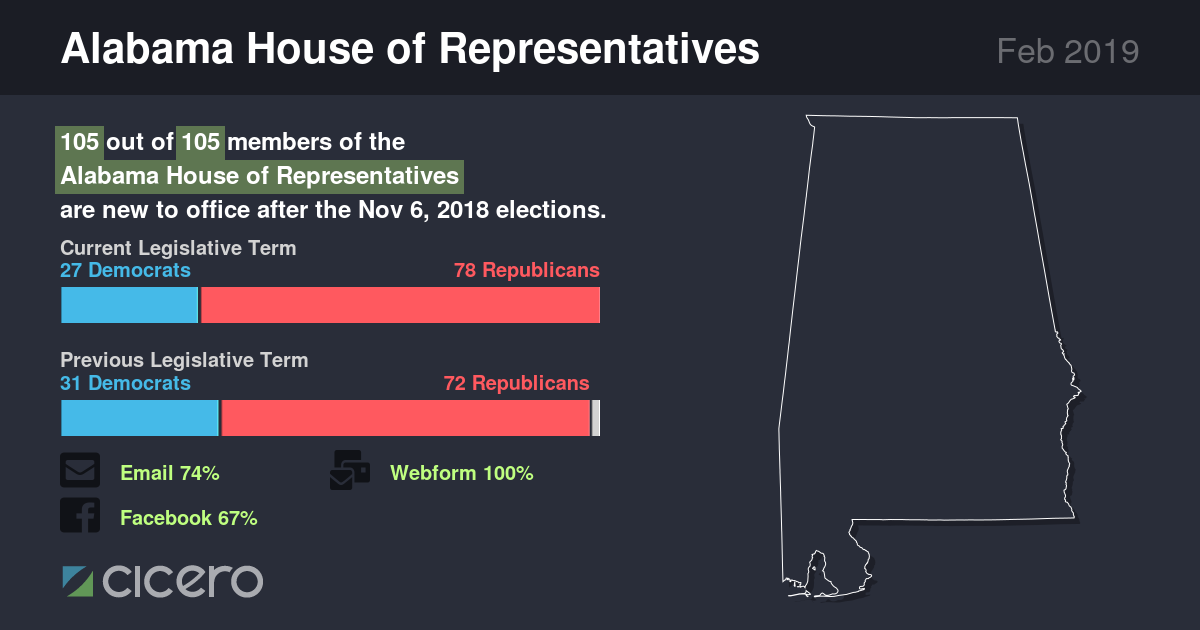 Alabama House of Representatives
Feb 2019
105 out of 105 members of the
Alabama House of Representatives
are new to office after the Nov 6, 2018 elections.
Current Legislative Term
27 Democrats 78 Republicans
Previous Legislative Term
31 Democrats 72 Republicans
Email 74% Webform 100%
Facebook 67%
cicero